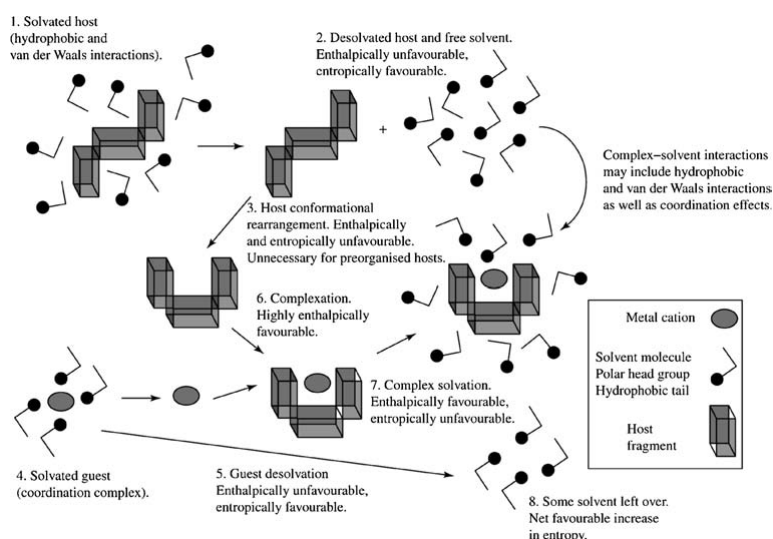 1. Solvated host
(hydrophobic and
van der Waals interactions).
2. Desolvated host and free solvent.
Enthalpically unfavourable,
entropically favourable.
+
Complex–solvent interactions
may include hydrophobic
and van der Waals interactions
as well as coordination effects.
3. Host conformational
rearrangement. Enthalpically
and entropically unfavourable.
Unnecessary for preorganised hosts.
6. Complexation.
Highly enthalpically
favourable.
Metal cation
Solvent molecule
Polar head group
Hydrophobic tail
Host
fragment
7. Complex solvation.
Enthalpically favourable,
entropically unfavourable.
4. Solvated guest
(coordination complex).
5. Guest desolvation
Enthalpically unfavourable,
entropically favourable.
8. Some solvent left over.
Net favourable increase
in entropy.